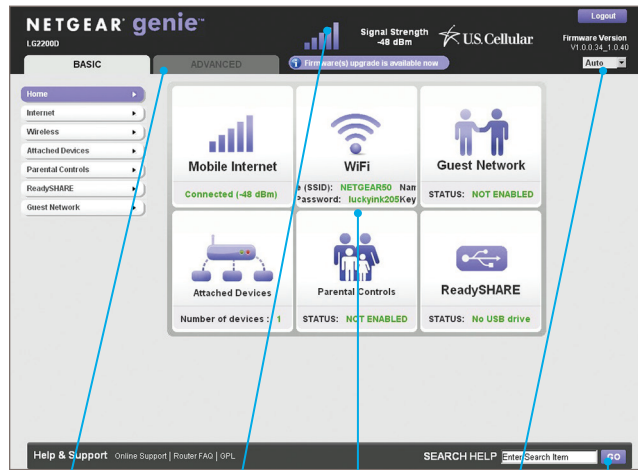 NETGEAR® genie™
LG2200D
Signal Strength
-48 dBm
U.S. Cellular
Logout
Firmware Version
V1.0.0.34_1.0.40
Auto
BASIC
ADVANCED
Firmware(s) upgrade is available now
Home
Internet
Wireless
Attached Devices
Parental Controls
ReadySHARE
Guest Network
Mobile Internet
Connected (-48 dBm)
WiFi
e (SSID): NETGEAR50 Nam
Password: luckyink205Key
Guest Network
STATUS: NOT ENABLED
Attached Devices
Number of devices : 1
Parental Controls
STATUS: NOT ENABLED
ReadySHARE
STATUS: No USB drive
Help & Support Online Support | Router FAQ | GPL
SEARCH HELP Enter Search Item GO